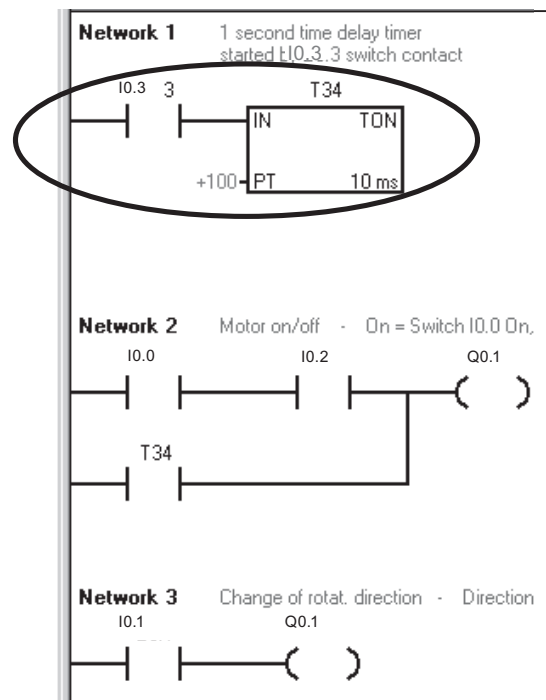 Network 1 1 second time delay timer
started I0.3.3 switch contact
I0.3 3 T34
IN TON
+100 PT 10 ms
Network 2 Motor on/off - On = Switch I0.0 On,
I0.0 I0.2 Q0.1
T34
Network 3 Change of rotat. direction - Direction
I0.1 Q0.1